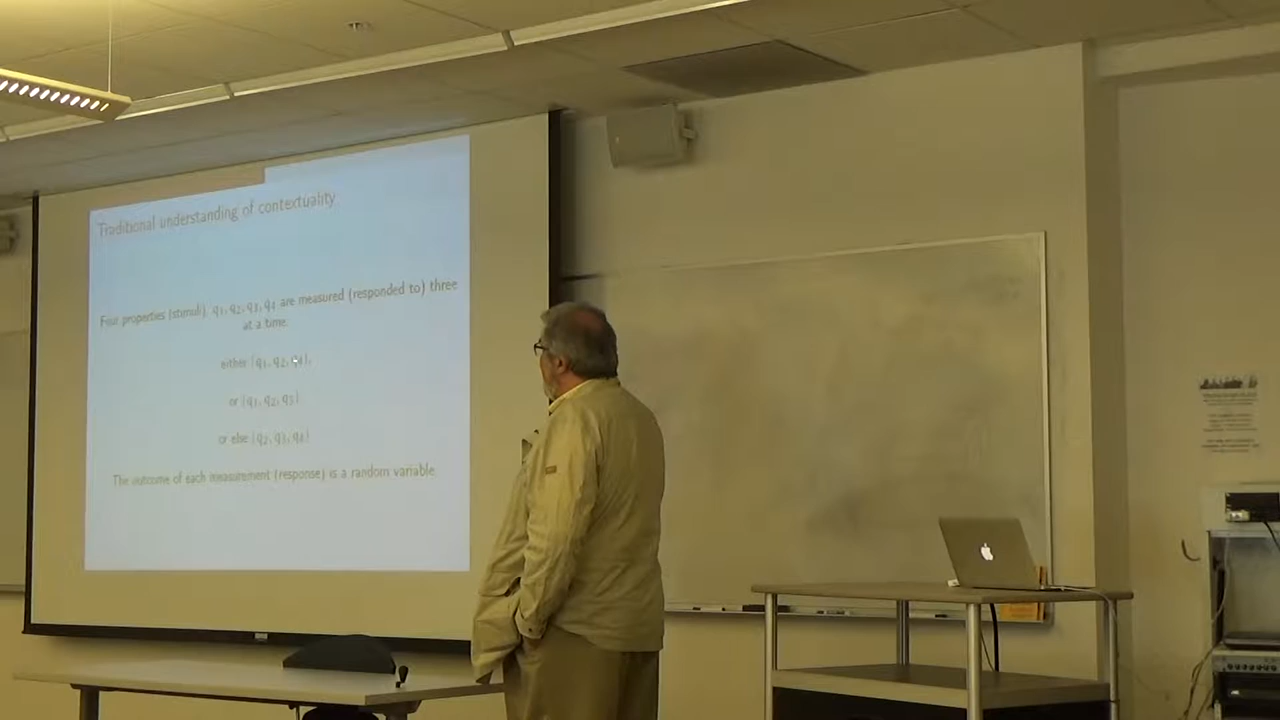 Traditional understanding of contextuality
Four properties (stimuli), q₁, q₂, q₃, q₄ are measured (responded to) three
at a time.
either {q₁, q₂, q₄},
or {q₁, q₂, q₃}
or else {q₂, q₃, q₄}
The outcome of each measurement (response) is a random variable